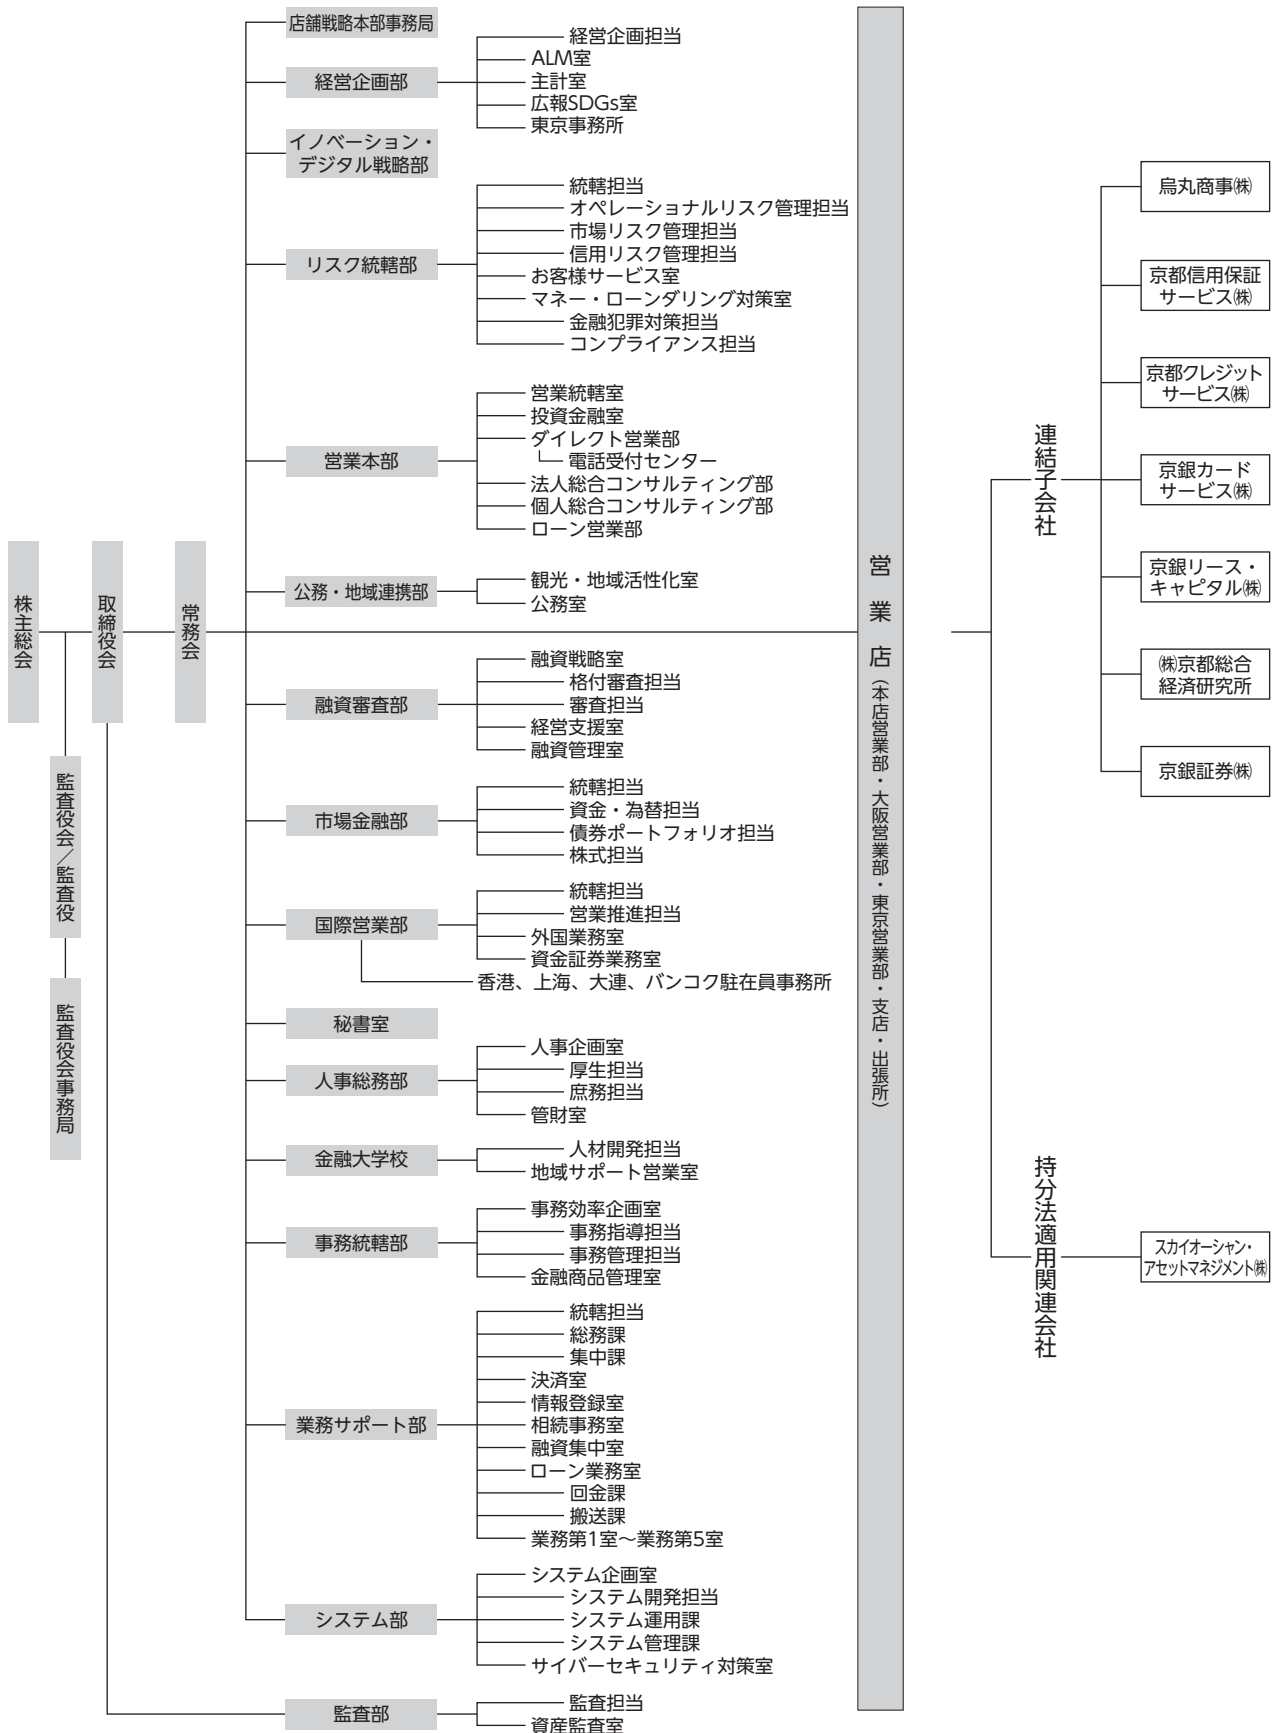 株主総会
監査役会／監査役
監査役会事務局
取締役会
常務会
店舗戦略本部事務局
経営企画部
経営企画担当
ALM室
主計室
広報SDGs室
東京事務所
イノベーション・
デジタル戦略部
リスク統轄部
統轄担当
オペレーショナルリスク管理担当
市場リスク管理担当
信用リスク管理担当
お客様サービス室
マネー・ローンダリング対策室
金融犯罪対策担当
コンプライアンス担当
営業本部
営業統轄室
投資金融室
ダイレクト営業部
電話受付センター
法人総合コンサルティング部
個人総合コンサルティング部
ローン営業部
公務・地域連携部
観光・地域活性化室
公務室
融資審査部
融資戦略室
格付審査担当
審査担当
経営支援室
融資管理室
市場金融部
統轄担当
資金・為替担当
債券ポートフォリオ担当
株式担当
国際営業部
統轄担当
営業推進担当
外国業務室
資金証券業務室
香港、上海、大連、バンコク駐在員事務所
秘書室
人事総務部
人事企画室
厚生担当
庶務担当
管財室
金融大学校
人材開発担当
地域サポート営業室
事務統轄部
事務効率企画室
事務指導担当
事務管理担当
金融商品管理室
業務サポート部
統轄担当
総務課
集中課
決済室
情報登録室
相続事務室
融資集中室
ローン業務室
回金課
搬送課
業務第1室～業務第5室
システム部
システム企画室
システム開発担当
システム運用課
システム管理課
サイバーセキュリティ対策室
監査部
監査担当
資産監査室
営業店（本店営業部・大阪営業部・東京営業部・支店・出張所）
連結子会社
烏丸商事㈱
京都信用保証
サービス㈱
京都クレジット
サービス㈱
京銀カード
サービス㈱
京銀リース・
キャピタル㈱
㈱京都総合
経済研究所
京銀証券㈱
持分法適用関連会社
スカイオーシャン・
アセットマネジメント㈱